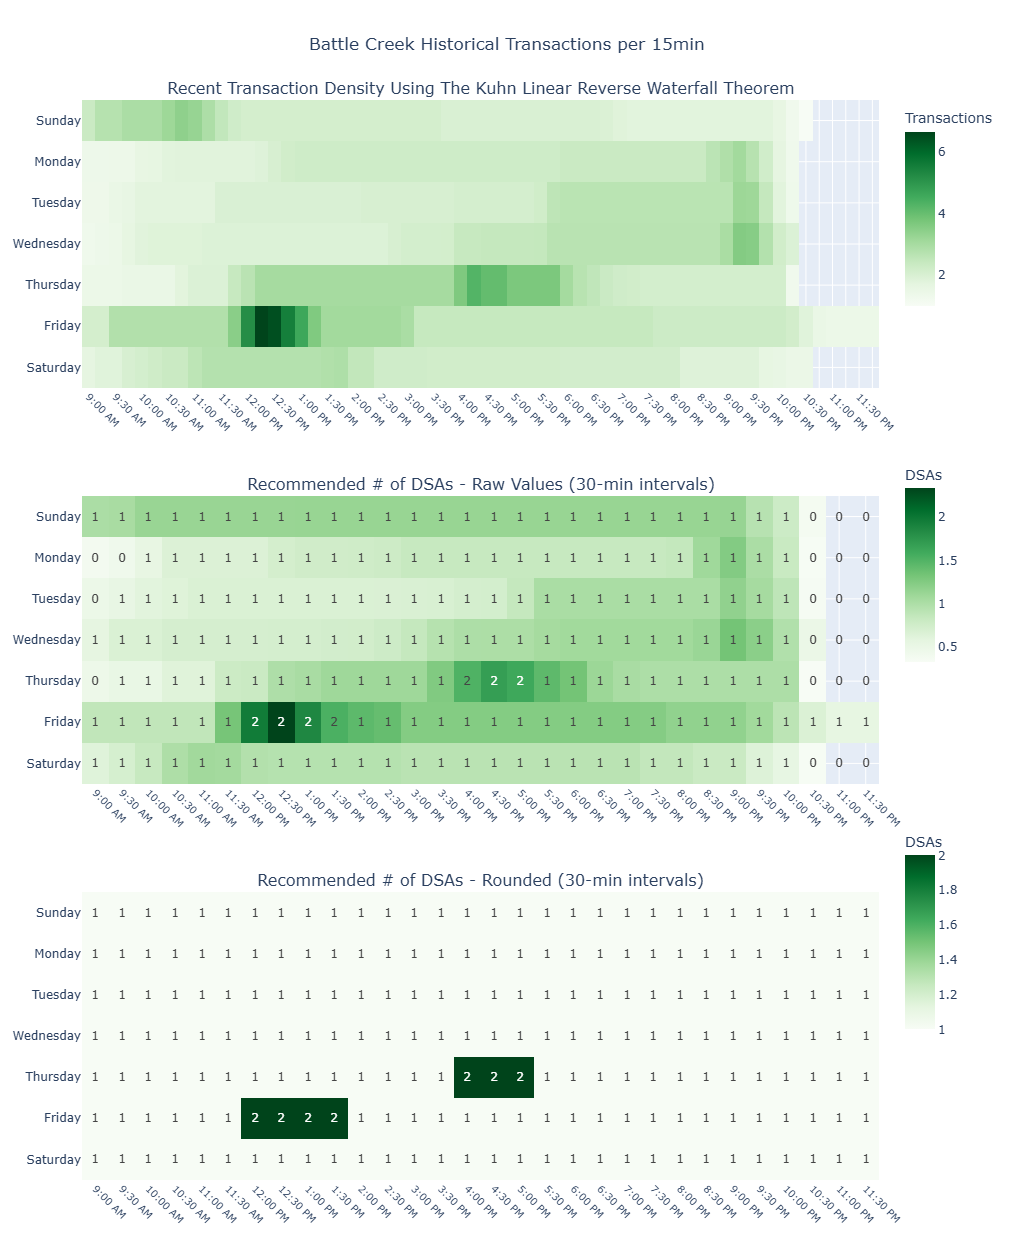 Battle Creek Historical Transactions per 15min
Recent Transaction Density Using The Kuhn Linear Reverse Waterfall Theorem
Transactions
6
4
2
Sunday
Monday
Tuesday
Wednesday
Thursday
Friday
Saturday
9:00 AM 9:30 AM 10:00 AM 10:30 AM 11:00 AM 11:30 AM 12:00 PM 12:30 PM 1:00 PM 1:30 PM 2:00 PM 2:30 PM 3:00 PM 3:30 PM 4:00 PM 4:30 PM 5:00 PM 5:30 PM 6:00 PM 6:30 PM 7:00 PM 7:30 PM 8:00 PM 8:30 PM 9:00 PM 9:30 PM 10:00 PM 10:30 PM 11:00 PM 11:30 PM
Recommended # of DSAs - Raw Values (30-min intervals)
DSAs
2
1.5
1
0.5
Sunday 1 1 1 1 1 1 1 1 1 1 1 1 1 1 1 1 1 1 1 1 1 1 1 1 1 1 1 0 0 0
Monday 0 0 1 1 1 1 1 1 1 1 1 1 1 1 1 1 1 1 1 1 1 1 1 1 1 1 1 0 0 0
Tuesday 0 1 1 1 1 1 1 1 1 1 1 1 1 1 1 1 1 1 1 1 1 1 1 1 1 1 1 0 0 0
Wednesday 1 1 1 1 1 1 1 1 1 1 1 1 1 1 1 1 1 1 1 1 1 1 1 1 1 1 1 0 0 0
Thursday 0 1 1 1 1 1 1 1 1 1 1 1 1 1 2 2 2 1 1 1 1 1 1 1 1 1 1 0 0 0
Friday 1 1 1 1 1 1 2 2 2 2 1 1 1 1 1 1 1 1 1 1 1 1 1 1 1 1 1 1 1 1
Saturday 1 1 1 1 1 1 1 1 1 1 1 1 1 1 1 1 1 1 1 1 1 1 1 1 1 1 1 0 0 0
9:00 AM 9:30 AM 10:00 AM 10:30 AM 11:00 AM 11:30 AM 12:00 PM 12:30 PM 1:00 PM 1:30 PM 2:00 PM 2:30 PM 3:00 PM 3:30 PM 4:00 PM 4:30 PM 5:00 PM 5:30 PM 6:00 PM 6:30 PM 7:00 PM 7:30 PM 8:00 PM 8:30 PM 9:00 PM 9:30 PM 10:00 PM 10:30 PM 11:00 PM 11:30 PM
Recommended # of DSAs - Rounded (30-min intervals)
DSAs
2
1.8
1.6
1.4
1.2
1
Sunday 1 1 1 1 1 1 1 1 1 1 1 1 1 1 1 1 1 1 1 1 1 1 1 1 1 1 1 1 1 1
Monday 1 1 1 1 1 1 1 1 1 1 1 1 1 1 1 1 1 1 1 1 1 1 1 1 1 1 1 1 1 1
Tuesday 1 1 1 1 1 1 1 1 1 1 1 1 1 1 1 1 1 1 1 1 1 1 1 1 1 1 1 1 1 1
Wednesday 1 1 1 1 1 1 1 1 1 1 1 1 1 1 1 1 1 1 1 1 1 1 1 1 1 1 1 1 1 1
Thursday 1 1 1 1 1 1 1 1 1 1 1 1 1 1 2 2 2 1 1 1 1 1 1 1 1 1 1 1 1 1
Friday 1 1 1 1 1 1 2 2 2 2 1 1 1 1 1 1 1 1 1 1 1 1 1 1 1 1 1 1 1 1
Saturday 1 1 1 1 1 1 1 1 1 1 1 1 1 1 1 1 1 1 1 1 1 1 1 1 1 1 1 1 1 1
9:00 AM 9:30 AM 10:00 AM 10:30 AM 11:00 AM 11:30 AM 12:00 PM 12:30 PM 1:00 PM 1:30 PM 2:00 PM 2:30 PM 3:00 PM 3:30 PM 4:00 PM 4:30 PM 5:00 PM 5:30 PM 6:00 PM 6:30 PM 7:00 PM 7:30 PM 8:00 PM 8:30 PM 9:00 PM 9:30 PM 10:00 PM 10:30 PM 11:00 PM 11:30 PM